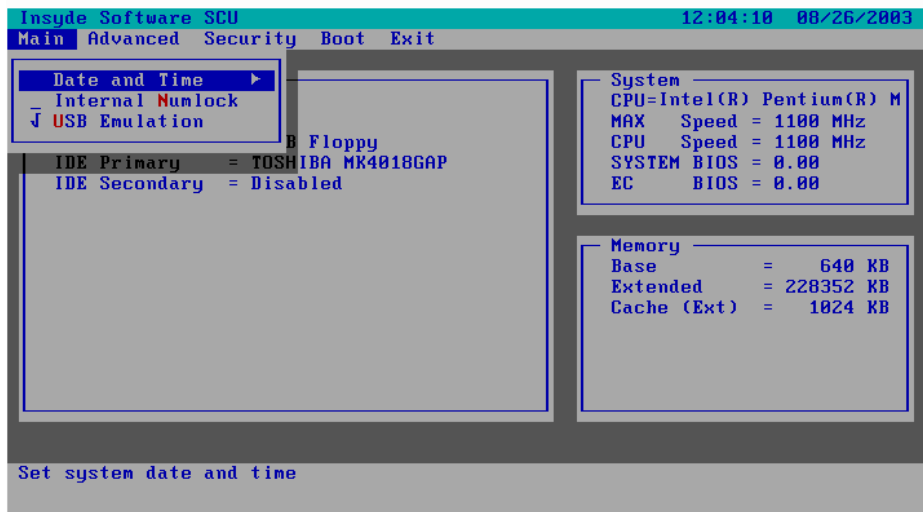 Insyde Software SCU 12:04:10 08/26/2003
Main Advanced Security Boot Exit
Date and Time ►
_ Internal Numlock
√ USB Emulation
B Floppy
IDE Primary = TOSHIBA MK4018GAP
IDE Secondary = Disabled
System
CPU=Intel(R) Pentium(R) M
MAX Speed = 1100 MHz
CPU Speed = 1100 MHz
SYSTEM BIOS = 0.00
EC BIOS = 0.00
Memory
Base = 640 KB
Extended = 228352 KB
Cache (Ext) = 1024 KB
Set system date and time